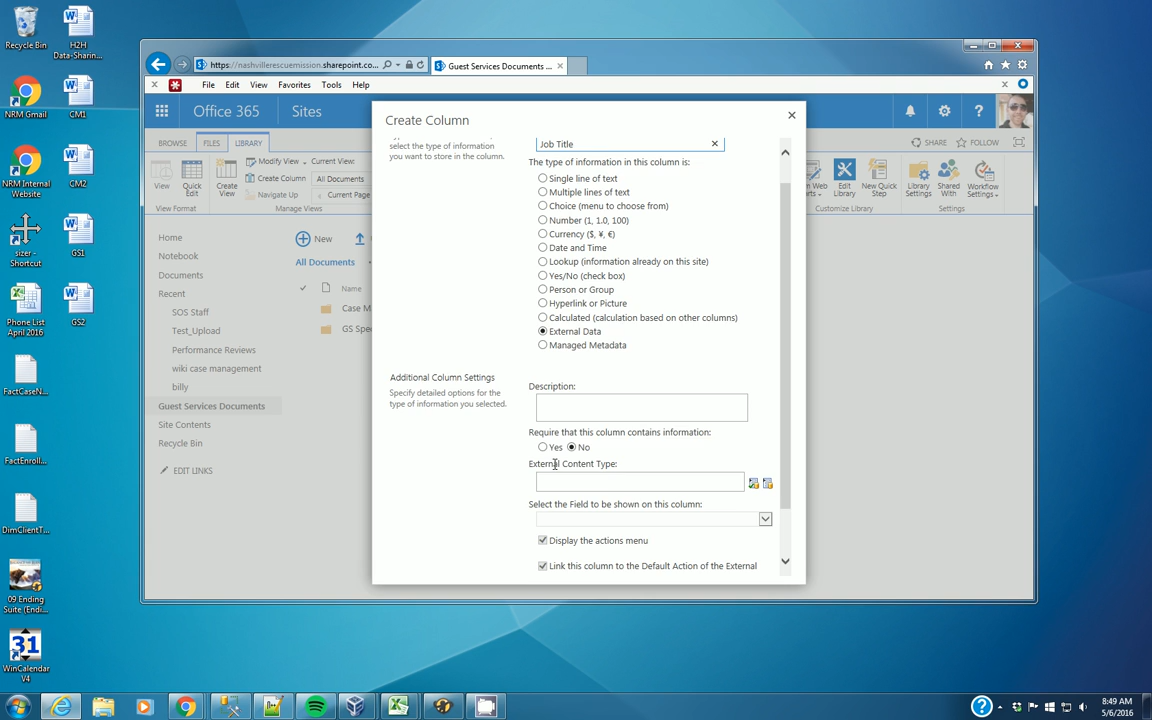 Recycle Bin
H2H
Data-Sharin...
NRM Gmail
CM1
NRM Internal
Website
CM2
sizer -
Shortcut
GS1
Phone List
April 2016
GS2
FactCaseN...
FactEnroll...
DimClientT...
09 Ending
Suite (Endi...
31
WinCalendar
V4
https://nashvillerescuemission.sharepoint.co...
Guest Services Documents ...
File Edit View Favorites Tools Help
Office 365 Sites
BROWSE FILES LIBRARY
SHARE FOLLOW
View
Quick
Edit
Create
View
Modify View
Create Column
Navigate Up
Current View:
All Documents
Current Page
View Format
Manage Views
Parts
Edit
Library
New Quick
Step
Library
Settings
Shared
With
Workflow
Settings
Customize Library
Settings
Home
Notebook
Documents
Recent
SOS Staff
Test_Upload
Performance Reviews
wiki case management
billy
Guest Services Documents
Site Contents
Recycle Bin
EDIT LINKS
New
All Documents
Name
Case M
GS Spe
Create Column
select the type of information
you want to store in the column.
Job Title
The type of information in this column is:
Single line of text
Multiple lines of text
Choice (menu to choose from)
Number (1, 1.0, 100)
Currency ($, ¥, €)
Date and Time
Lookup (information already on this site)
Yes/No (check box)
Person or Group
Hyperlink or Picture
Calculated (calculation based on other columns)
External Data
Managed Metadata
Additional Column Settings
Specify detailed options for the
type of information you selected.
Description:
Require that this column contains information:
Yes No
External Content Type:
Select the Field to be shown on this column:
Display the actions menu
Link this column to the Default Action of the External
8:49 AM
5/6/2016